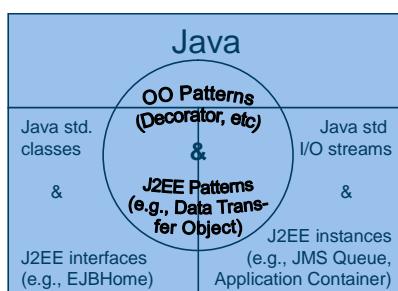 Java
OO Patterns
(Decorator, etc)
&
J2EE Patterns
(e.g., Data Trans-
fer Object)
Java std.
classes
&
J2EE interfaces
(e.g., EJBHome)
Java std
I/O streams
&
J2EE instances
(e.g., JMS Queue,
Application Container)